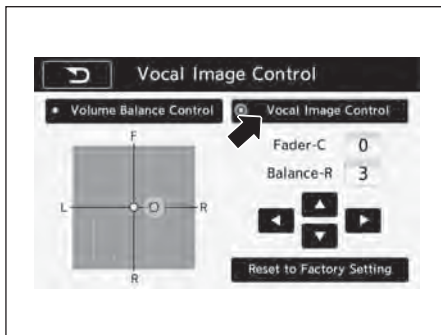 Vocal Image Control
Volume Balance Control
Vocal Image Control
F
Fader-C 0
Balance-R 3
L
R
R
Reset to Factory Setting